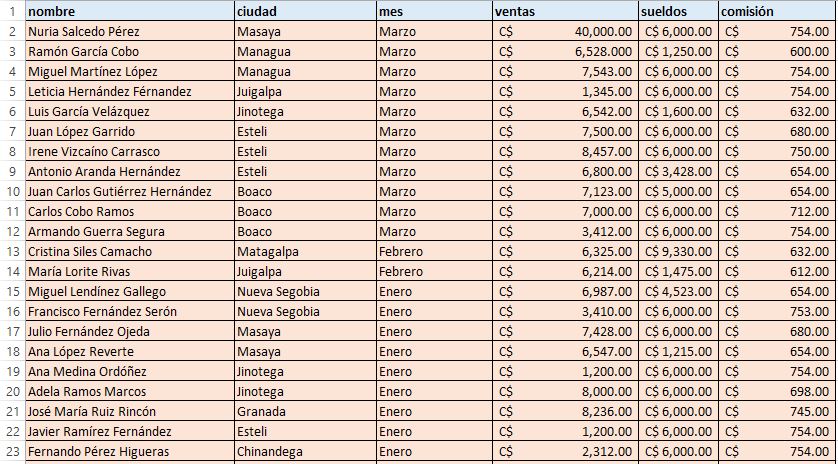 1 nombre ciudad mes ventas sueldos comisión
2 Nuria Salcedo Pérez Masaya Marzo C$ 40,000.00 C$ 6,000.00 C$ 754.00
3 Ramón García Cobo Managua Marzo C$ 6,528.000 C$ 1,250.00 C$ 600.00
4 Miguel Martínez López Managua Marzo C$ 7,543.00 C$ 6,000.00 C$ 754.00
5 Leticia Hernández Férnandez Juigalpa Marzo C$ 1,345.00 C$ 6,000.00 C$ 754.00
6 Luis García Velázquez Jinotega Marzo C$ 6,542.00 C$ 1,600.00 C$ 632.00
7 Juan López Garrido Esteli Marzo C$ 7,500.00 C$ 6,000.00 C$ 680.00
8 Irene Vizcaíno Carrasco Esteli Marzo C$ 8,457.00 C$ 6,000.00 C$ 750.00
9 Antonio Aranda Hernández Esteli Marzo C$ 6,800.00 C$ 3,428.00 C$ 654.00
10 Juan Carlos Gutiérrez Hernández Boaco Marzo C$ 7,123.00 C$ 5,000.00 C$ 654.00
11 Carlos Cobo Ramos Boaco Marzo C$ 7,000.00 C$ 6,000.00 C$ 712.00
12 Armando Guerra Segura Boaco Marzo C$ 3,412.00 C$ 6,000.00 C$ 754.00
13 Cristina Siles Camacho Matagalpa Febrero C$ 6,325.00 C$ 9,330.00 C$ 632.00
14 María Lorite Rivas Juigalpa Febrero C$ 6,214.00 C$ 1,475.00 C$ 612.00
15 Miguel Lendínez Gallego Nueva Segobia Enero C$ 6,987.00 C$ 4,523.00 C$ 654.00
16 Francisco Fernández Serón Nueva Segobia Enero C$ 3,410.00 C$ 6,000.00 C$ 753.00
17 Julio Fernández Ojeda Masaya Enero C$ 7,428.00 C$ 6,000.00 C$ 680.00
18 Ana López Reverte Masaya Enero C$ 6,547.00 C$ 1,215.00 C$ 654.00
19 Ana Medina Ordóñez Jinotega Enero C$ 1,200.00 C$ 6,000.00 C$ 754.00
20 Adela Ramos Marcos Jinotega Enero C$ 8,000.00 C$ 6,000.00 C$ 698.00
21 José María Ruiz Rincón Granada Enero C$ 8,236.00 C$ 6,000.00 C$ 745.00
22 Javier Ramírez Fernández Esteli Enero C$ 1,200.00 C$ 6,000.00 C$ 754.00
23 Fernando Pérez Higueras Chinandega Enero C$ 2,312.00 C$ 6,000.00 C$ 754.00